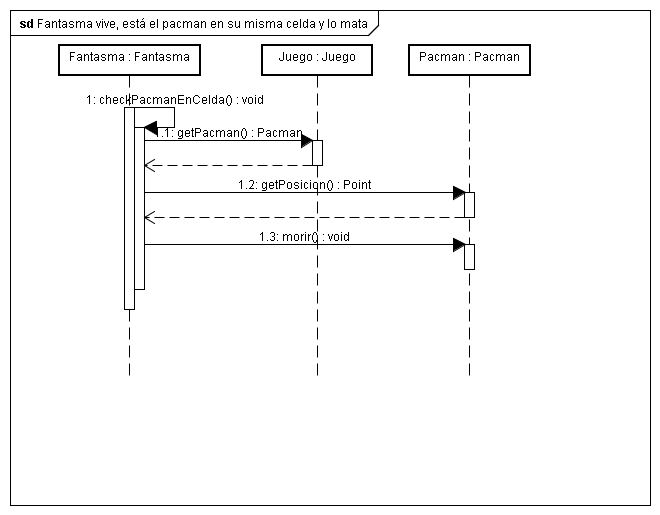 sd Fantasma vive, está el pacman en su misma celda y lo mata
Fantasma : Fantasma
Juego : Juego
Pacman : Pacman
1: checkPacmanEnCelda() : void
.1: getPacman() : Pacman
1.2: getPosicion() : Point
1.3: morir() : void